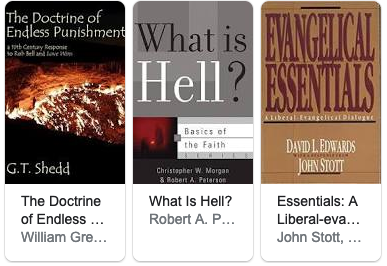 The Doctrine of
Endless Punishment
a 19th Century Response
to Rob Bell and Love Wins
G.T. Shedd
The Doctrine
of Endless ...
William Gre...
What is
Hell?
Basics of
the Faith
SERIES
Christopher W. Morgan
& Robert A. Peterson
What Is Hell?
Robert A. P...
EVANGELICAL
ESSENTIALS
A Liberal-Evangelical Dialogue
DAVID L. EDWARDS
JOHN STOTT
Essentials: A
Liberal-eva...
John Stott, ...